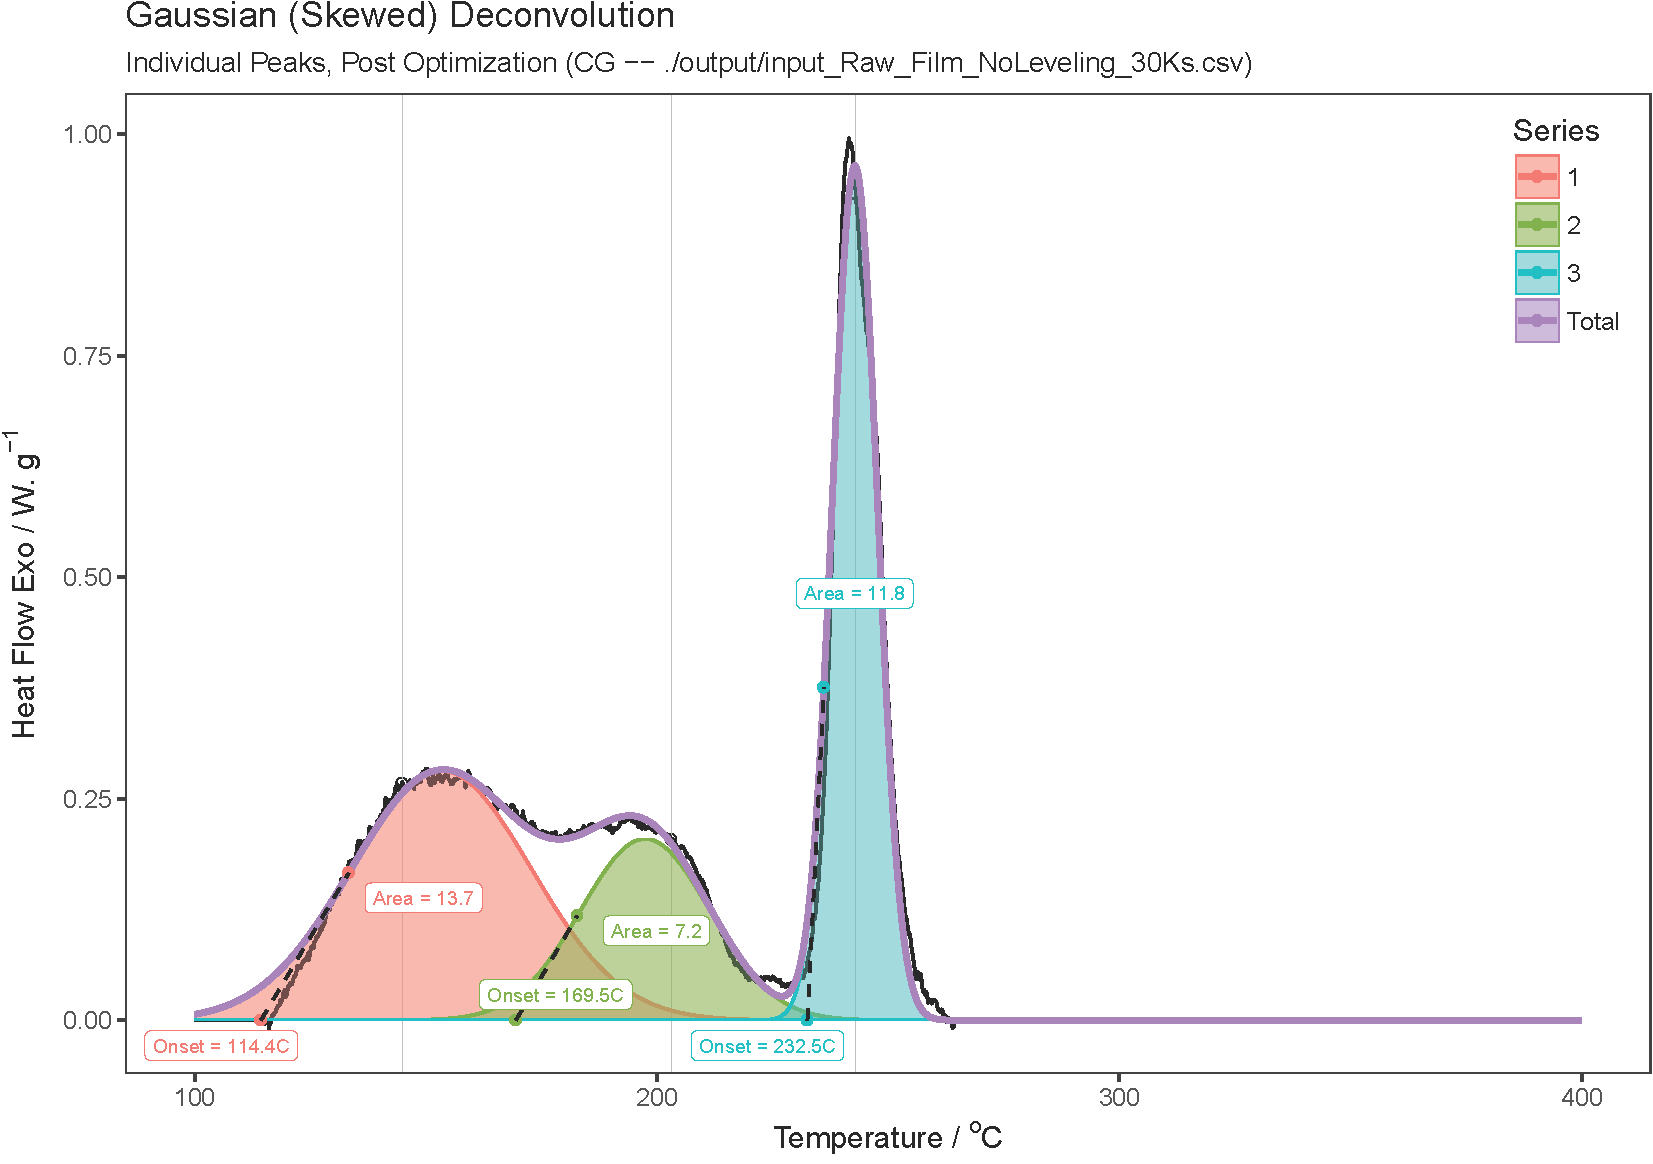 Gaussian (Skewed) Deconvolution
Individual Peaks, Post Optimization (CG −− ./output/input_Raw_Film_NoLeveling_30Ks.csv)
Series
1
2
3
Total
1.00
0.75
0.50
0.25
0.00
Heat Flow Exo / W. g⁻¹
Area = 11.8
Area = 13.7
Area = 7.2
Onset = 169.5C
Onset = 114.4C
Onset = 232.5C
100
200
300
400
Temperature / °C